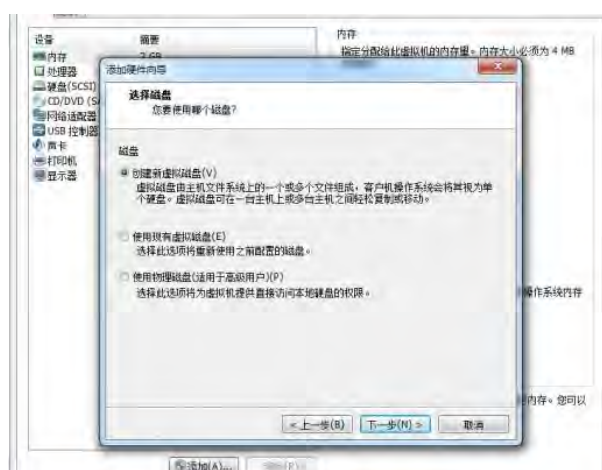 设备
摘要
内存
内存
2 GB
指定分配给此虚拟机的内存量。内存大小必须为 4 MB
处理器
硬盘(SCSI)
CD/DVD (S
网络适配器
USB 控制器
声卡
打印机
显示器
添加硬件向导
选择磁盘
您要使用哪个磁盘?
磁盘
创建新虚拟磁盘(V)
虚拟磁盘由主机文件系统上的一个或多个文件组成,客户机操作系统会将其视为单
个硬盘。虚拟磁盘可在一台主机上或多台主机之间轻松复制或移动。
使用现有虚拟磁盘(E)
选择此选项将重新使用之前配置的磁盘。
使用物理磁盘(适用于高级用户)(P)
选择此选项将为虚拟机提供直接访问本地硬盘的权限。
操作系统内存
内存。您可以
< 上一步(B)
下一步(N) >
取消
添加(A)...